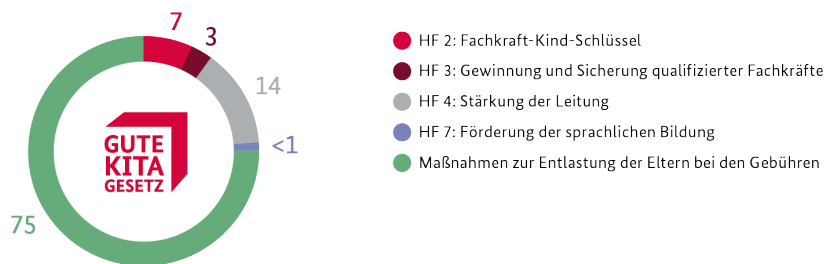 7
3
14
<1
75
GUTE
KITA
GESETZ
HF 2: Fachkraft-Kind-Schlüssel
HF 3: Gewinnung und Sicherung qualifizierter Fachkräfte
HF 4: Stärkung der Leitung
HF 7: Förderung der sprachlichen Bildung
Maßnahmen zur Entlastung der Eltern bei den Gebühren